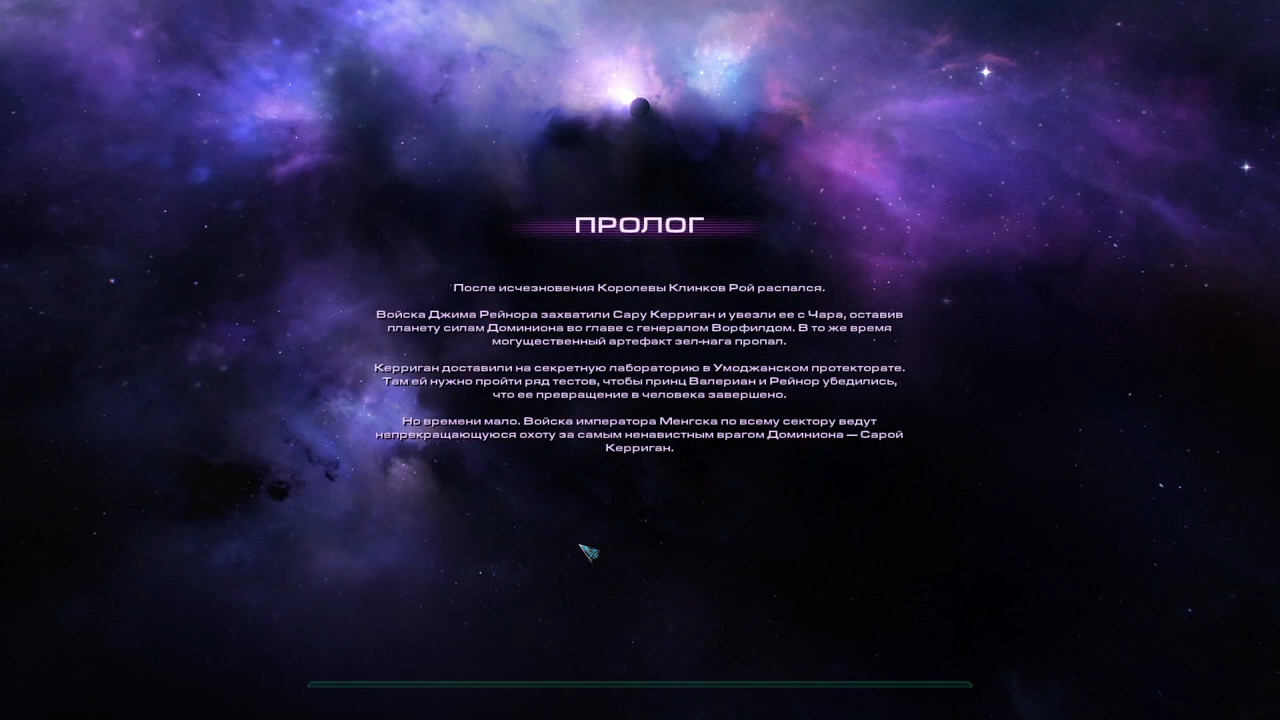 ПРОЛОГ
После исчезновения Королевы Клинков Рой распался.
Войска Джима Рейнора захватили Сару Керриган и увезли ее с Чара, оставив
планету силам Доминиона во главе с генералом Ворфилдом. В то же время
могущественный артефакт зел-нага пропал.
Керриган доставили на секретную лабораторию в Умоджанском протекторате.
Там ей нужно пройти ряд тестов, чтобы принц Валериан и Рейнор убедились,
что ее превращение в человека завершено.
Но времени мало. Войска императора Менгска по всему сектору ведут
непрекращающуюся охоту за самым ненавистным врагом Доминиона — Сарой
Керриган.